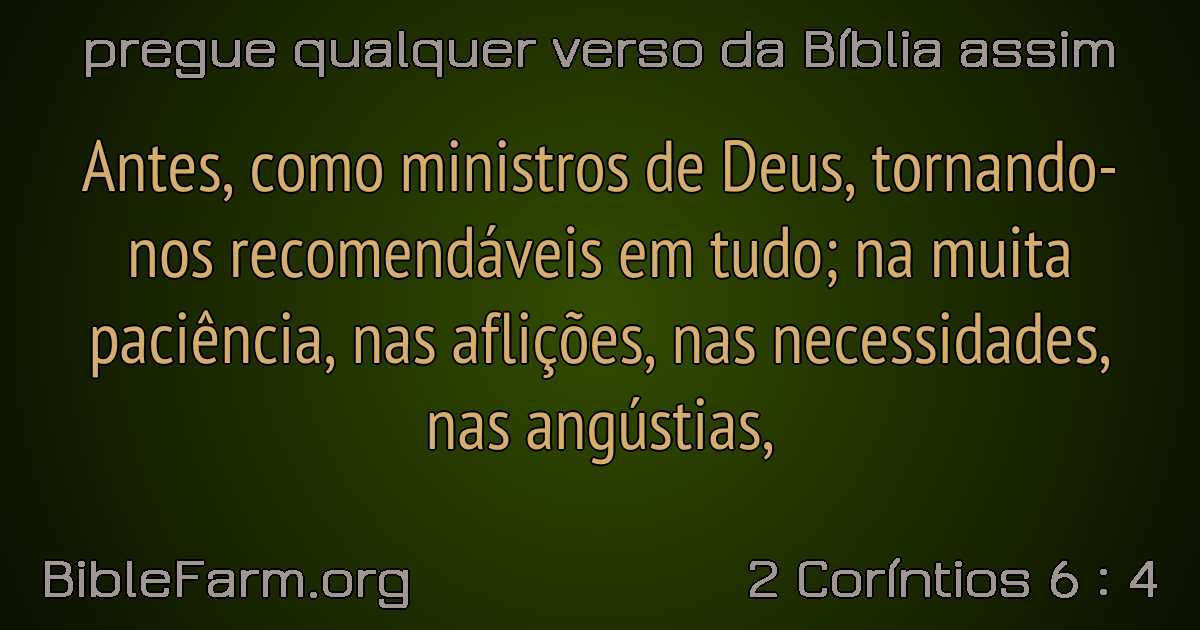 pregue qualquer verso da Bíblia assim
Antes, como ministros de Deus, tornando-
nos recomendáveis em tudo; na muita
paciência, nas aflições, nas necessidades,
nas angústias,
BibleFarm.org
2 Coríntios 6 : 4